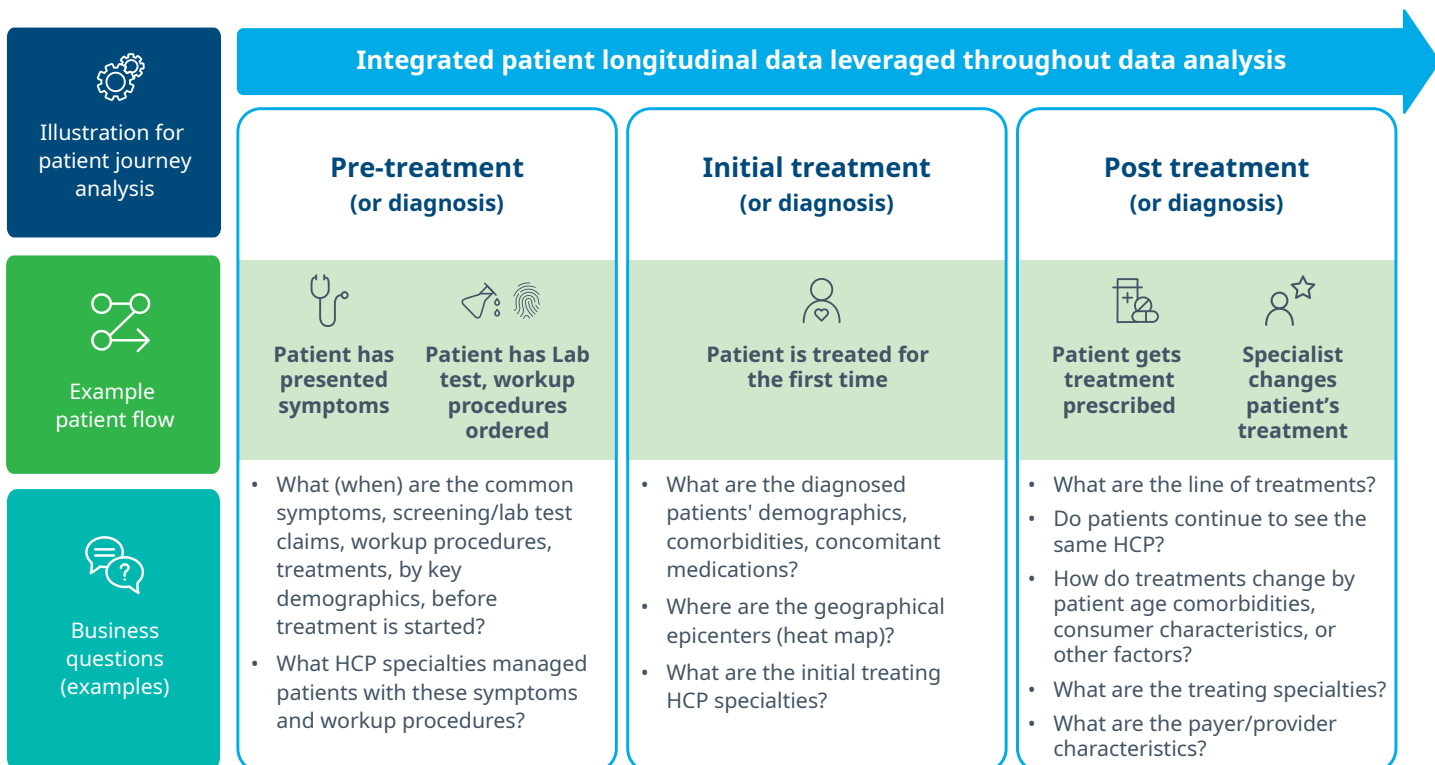 Integrated patient longitudinal data leveraged throughout data analysis
Illustration for
patient journey
analysis
Pre-treatment
(or diagnosis)
Initial treatment
(or diagnosis)
Post treatment
(or diagnosis)
Example
patient flow
Patient has
presented
symptoms
Patient has Lab
test, workup
procedures
ordered
Patient is treated for
the first time
Patient gets
treatment
prescribed
Specialist
changes
patient’s
treatment
Business
questions
(examples)
• What (when) are the common
symptoms, screening/lab test
claims, workup procedures,
treatments, by key
demographics, before
treatment is started?
• What HCP specialties managed
patients with these symptoms
and workup procedures?
• What are the diagnosed
patients' demographics,
comorbidities, concomitant
medications?
• Where are the geographical
epicenters (heat map)?
• What are the initial treating
HCP specialties?
• What are the line of treatments?
• Do patients continue to see the
same HCP?
• How do treatments change by
patient age comorbidities,
consumer characteristics, or
other factors?
• What are the treating specialties?
• What are the payer/provider
characteristics?